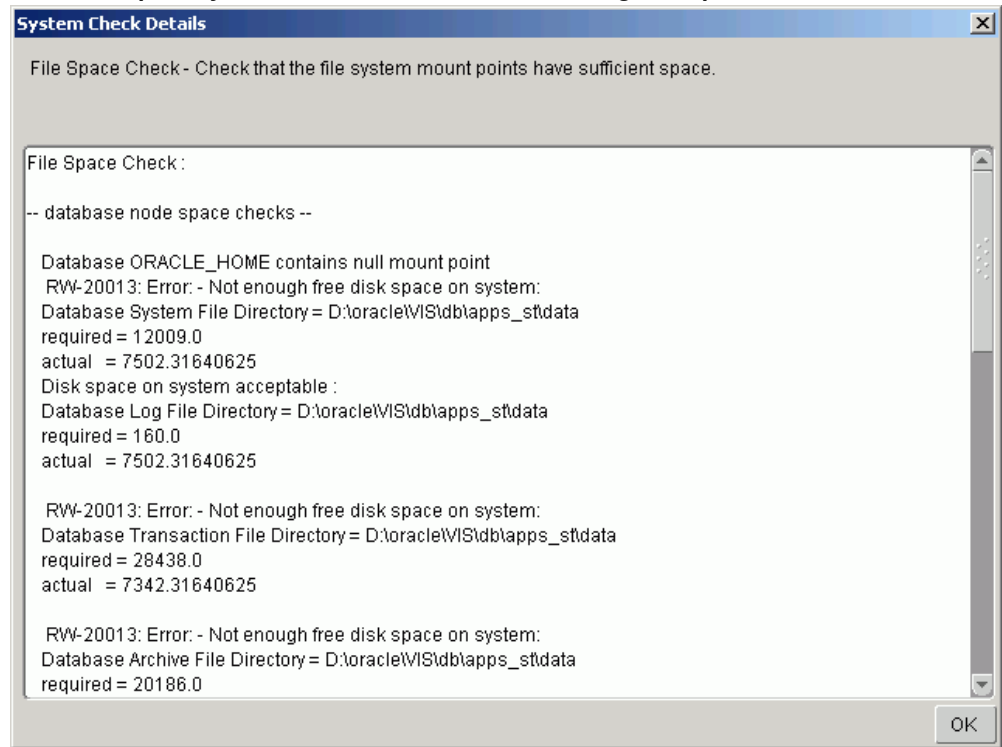 System Check Details
File Space Check - Check that the file system mount points have sufficient space.
File Space Check :
-- database node space checks --
Database ORACLE_HOME contains null mount point
RW-20013: Error: - Not enough free disk space on system:
Database System File Directory = D:\oracle\VIS\db\apps_st\data
required = 12009.0
actual = 7502.31640625
Disk space on system acceptable :
Database Log File Directory = D:\oracle\VIS\db\apps_st\data
required = 160.0
actual = 7502.31640625
RW-20013: Error: - Not enough free disk space on system:
Database Transaction File Directory = D:\oracle\VIS\db\apps_st\data
required = 28438.0
actual = 7342.31640625
RW-20013: Error: - Not enough free disk space on system:
Database Archive File Directory = D:\oracle\VIS\db\apps_st\data
required = 20186.0
OK